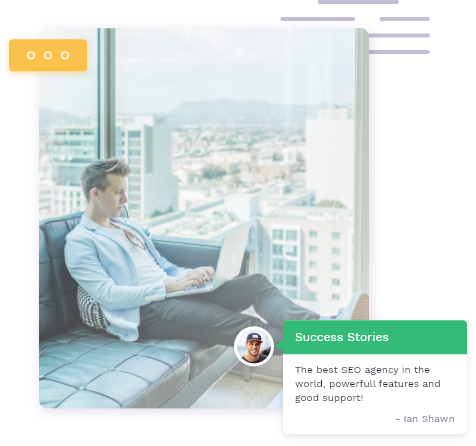 Success Stories
The best SEO agency in the
world, powerfull features and
good support!
- Ian Shawn